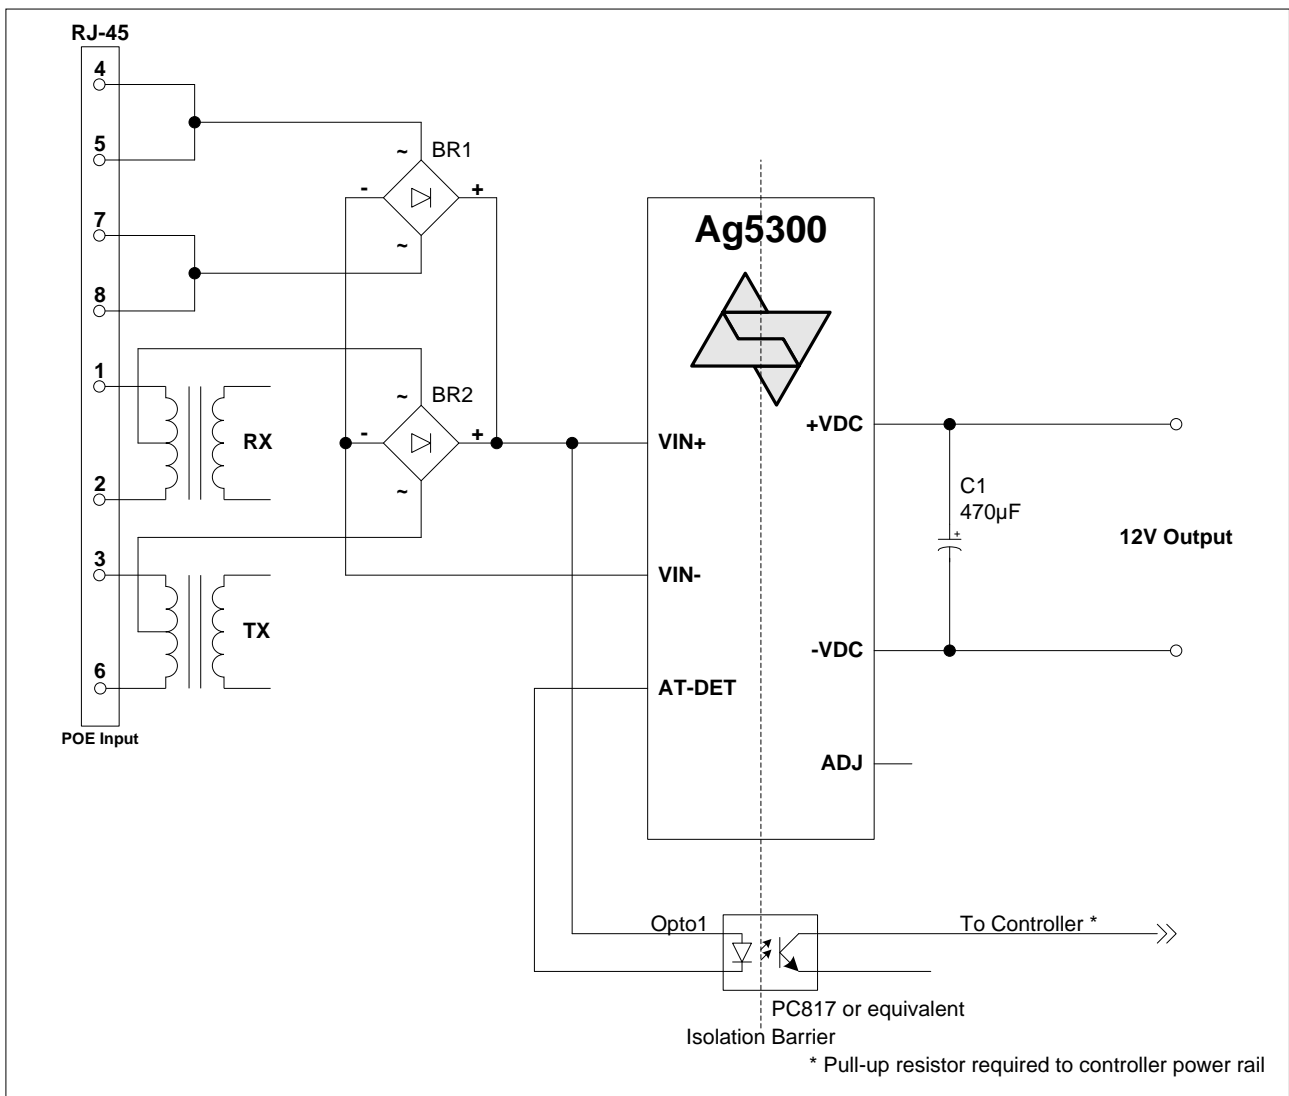 RJ-45
4
5
7
8
1
2
3
6
POE Input
~
BR1
-
+
~
~
BR2
-
+
~
RX
TX
Ag5300
VIN+
VIN-
AT-DET
+VDC
-VDC
ADJ
C1
470µF
+
12V Output
Opto1
To Controller *
PC817 or equivalent
Isolation Barrier
* Pull-up resistor required to controller power rail